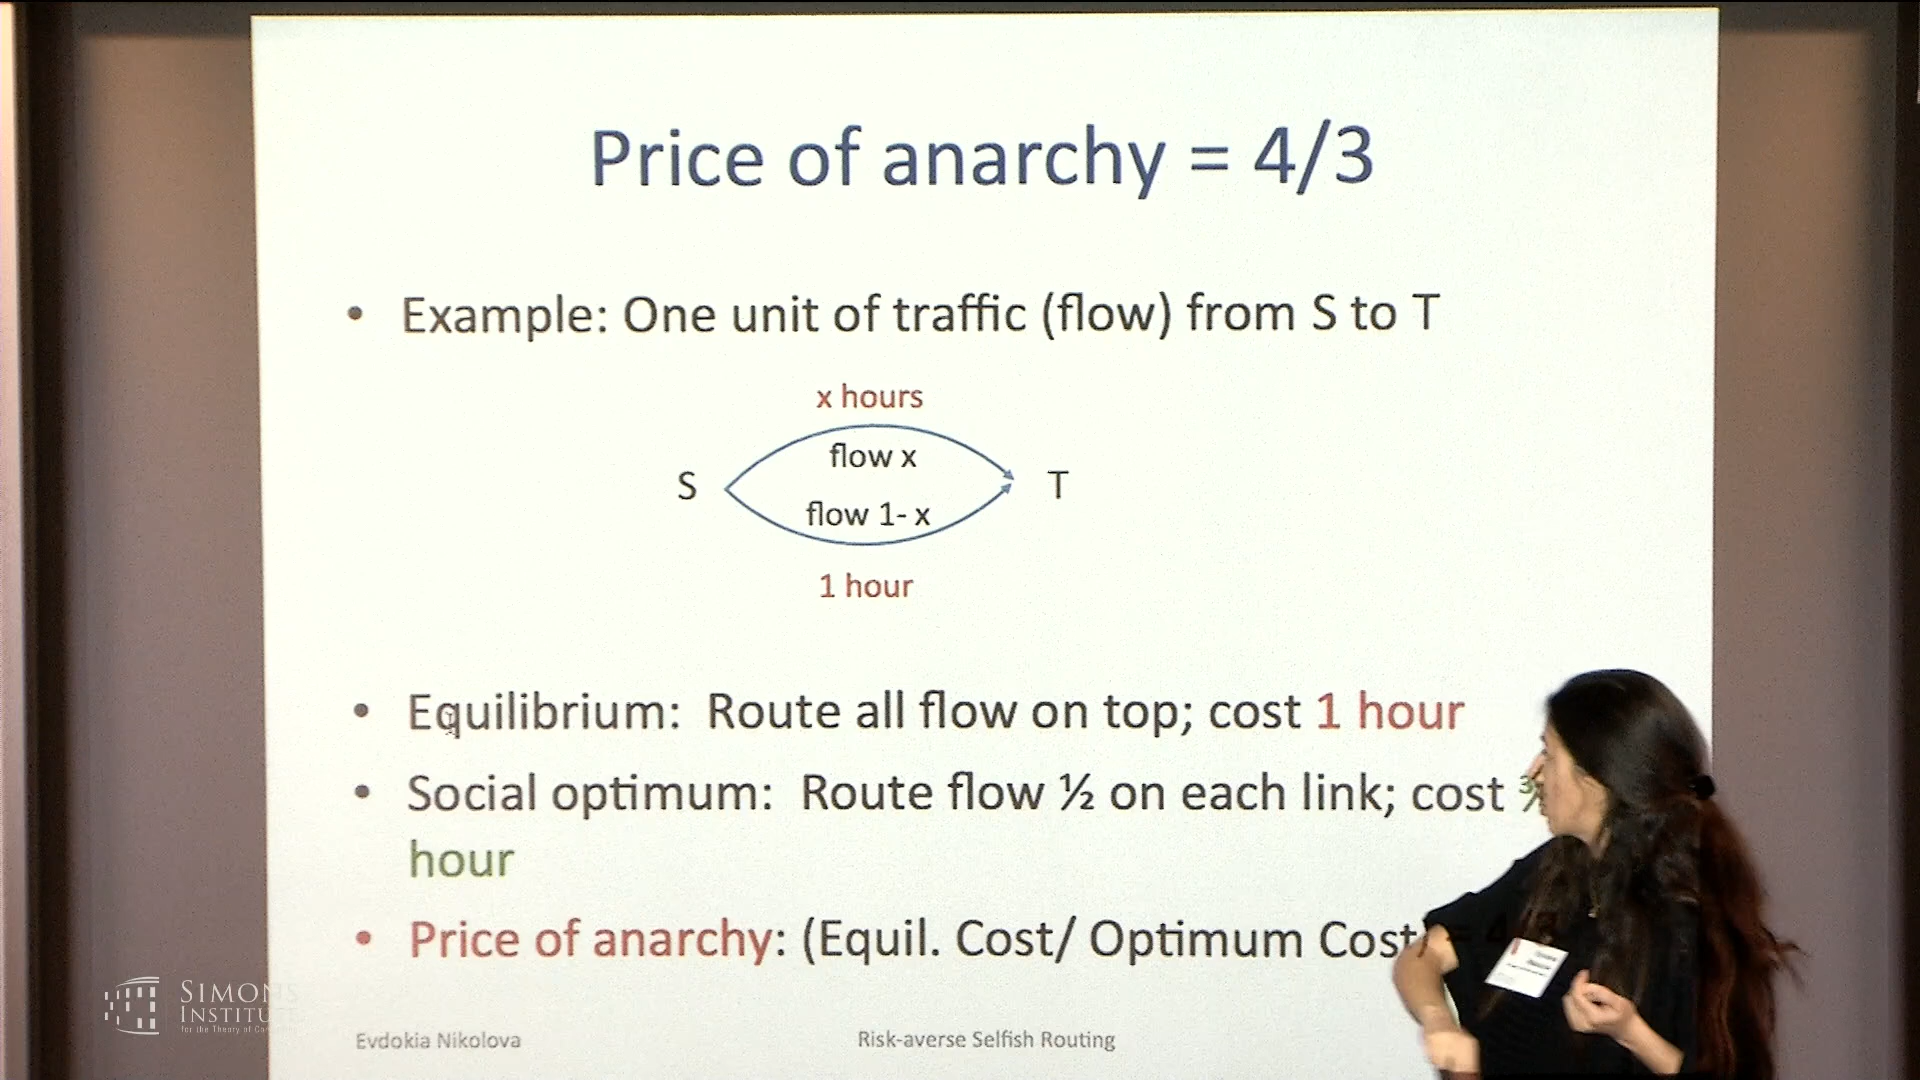 Price of anarchy = 4/3
• Example: One unit of traffic (flow) from S to T
x hours
flow x
S
T
flow 1- x
1 hour
• Equilibrium: Route all flow on top; cost 1 hour
• Social optimum: Route flow ½ on each link; cost
hour
• Price of anarchy: (Equil. Cost/ Optimum Cost) =
SIMONS
INSTITUTE
for the Theory of
Evdokia Nikolova
Risk-averse Selfish Routing